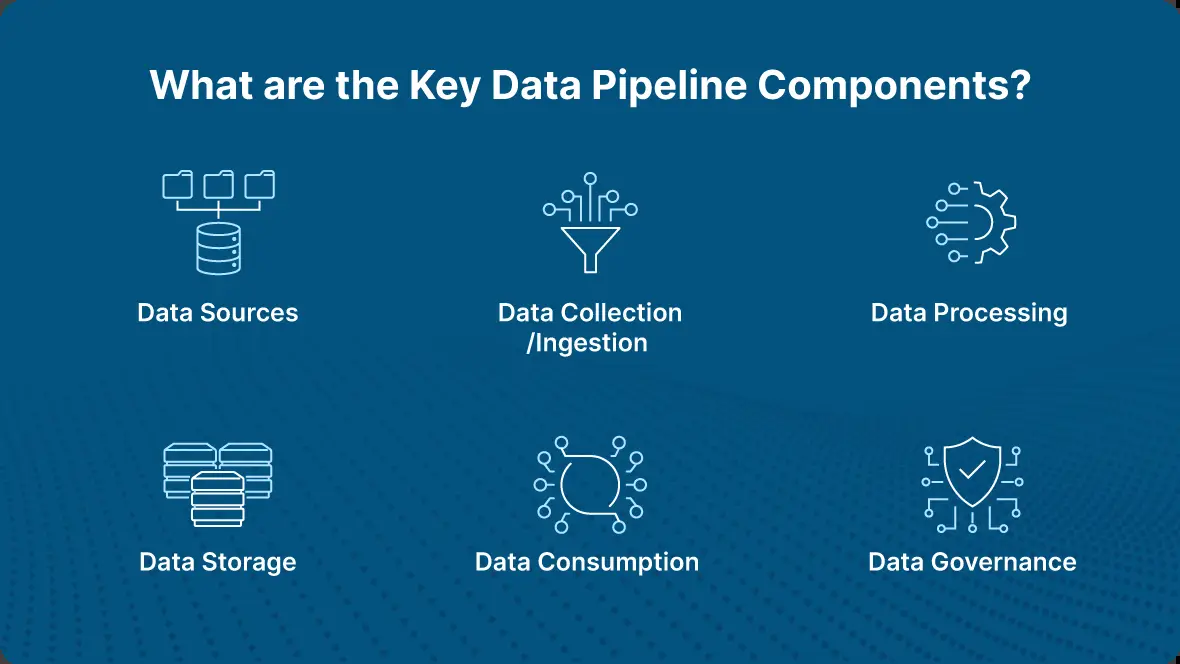 What are the Key Data Pipeline Components?
Data Sources
Data Collection
/Ingestion
Data Processing
Data Storage
Data Consumption
Data Governance